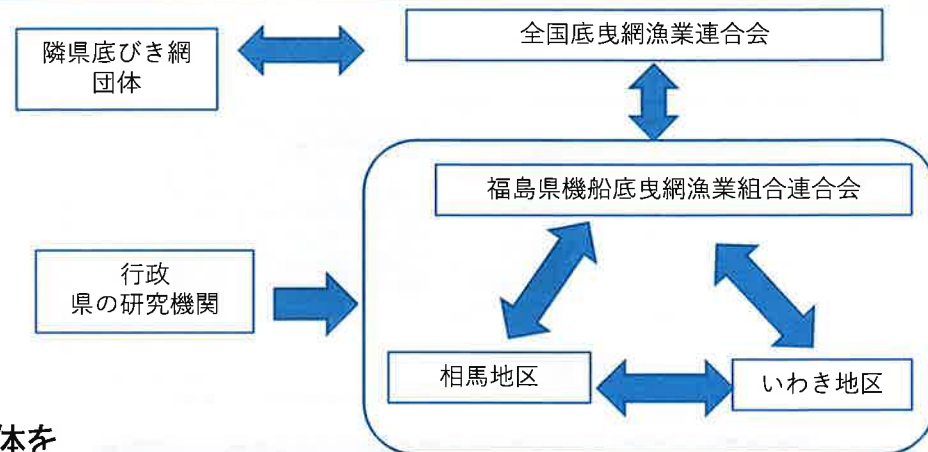 全国底曳網漁業連合会
隣県底びき網
団体
福島県機船底曳網漁業組合連合会
行政
県の研究機関
相馬地区
いわき地区
体を